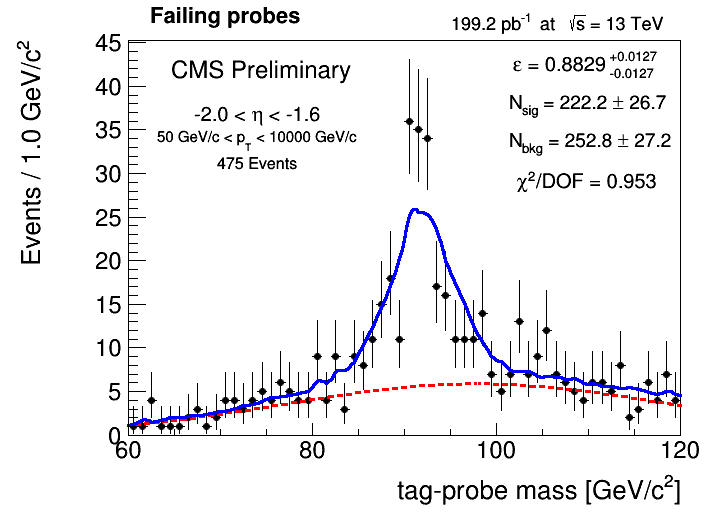 Failing probes
199.2 pb⁻¹ at √s = 13 TeV
CMS Preliminary
-2.0 < η < -1.6
50 GeV/c < p_T < 10000 GeV/c
475 Events
ε = 0.8829 +0.0127 -0.0127
N_sig = 222.2 ± 26.7
N_bkg = 252.8 ± 27.2
χ²/DOF = 0.953
Events / 1.0 GeV/c²
45
40
35
30
25
20
15
10
5
0
60 80 100 120
tag-probe mass [GeV/c²]